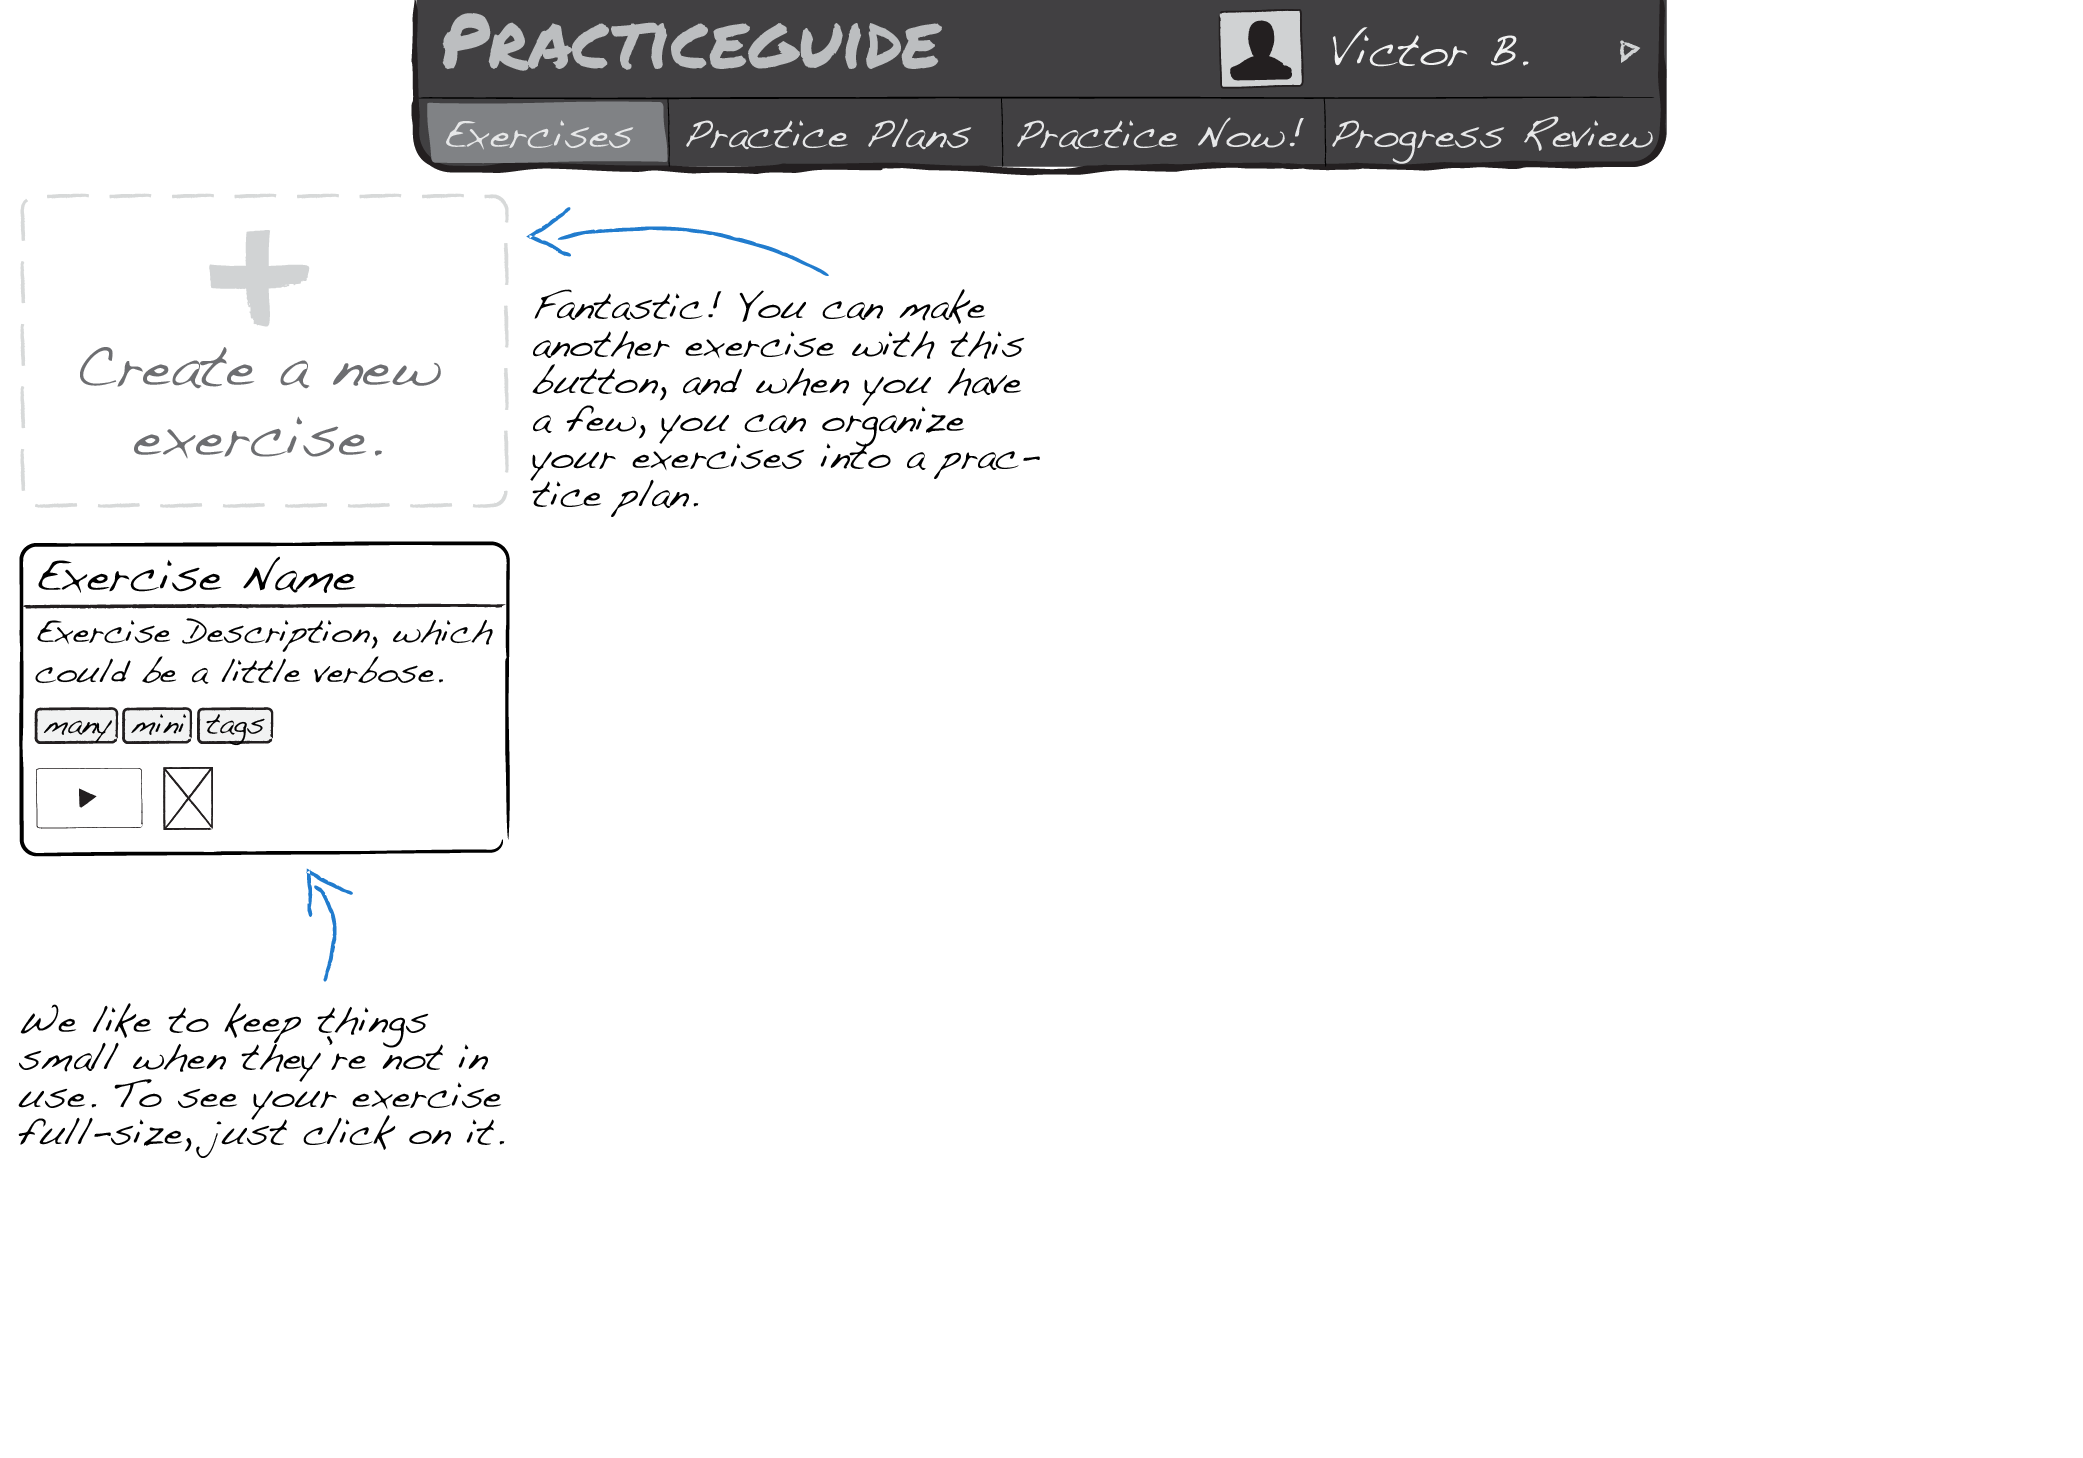 PRACTICEGUIDE
Victor B.
Exercises
Practice Plans
Practice Now!
Progress Review
Create a new
exercise.
Fantastic! You can make
another exercise with this
button, and when you have
a few, you can organize
your exercises into a prac-
tice plan.
Exercise Name
Exercise Description, which
could be a little verbose.
many
mini
tags
We like to keep things
small when they're not in
use. To see your exercise
full-size, just click on it.